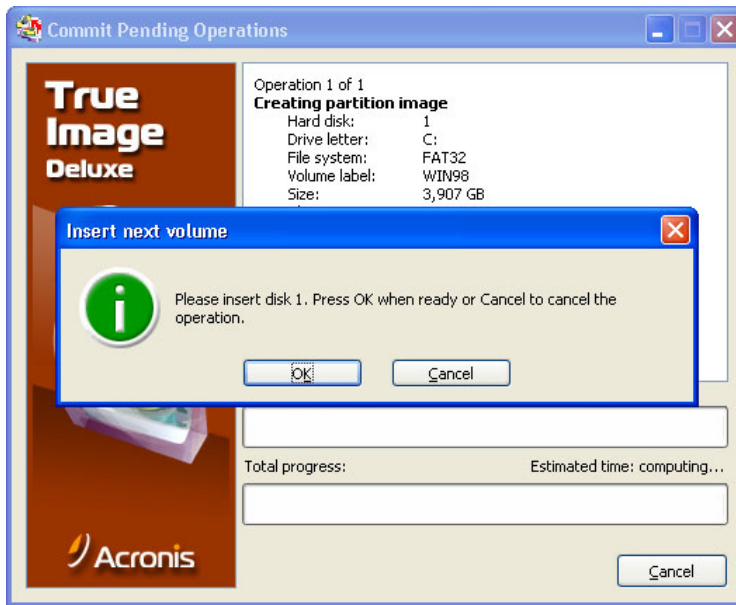 Commit Pending Operations
True
Image
Deluxe
Operation 1 of 1
Creating partition image
Hard disk: 1
Drive letter: C:
File system: FAT32
Volume label: WIN98
Size: 3,907 GB
Insert next volume
Please insert disk 1. Press OK when ready or Cancel to cancel the
operation.
OK Cancel
Total progress: Estimated time: computing...
Acronis
Cancel